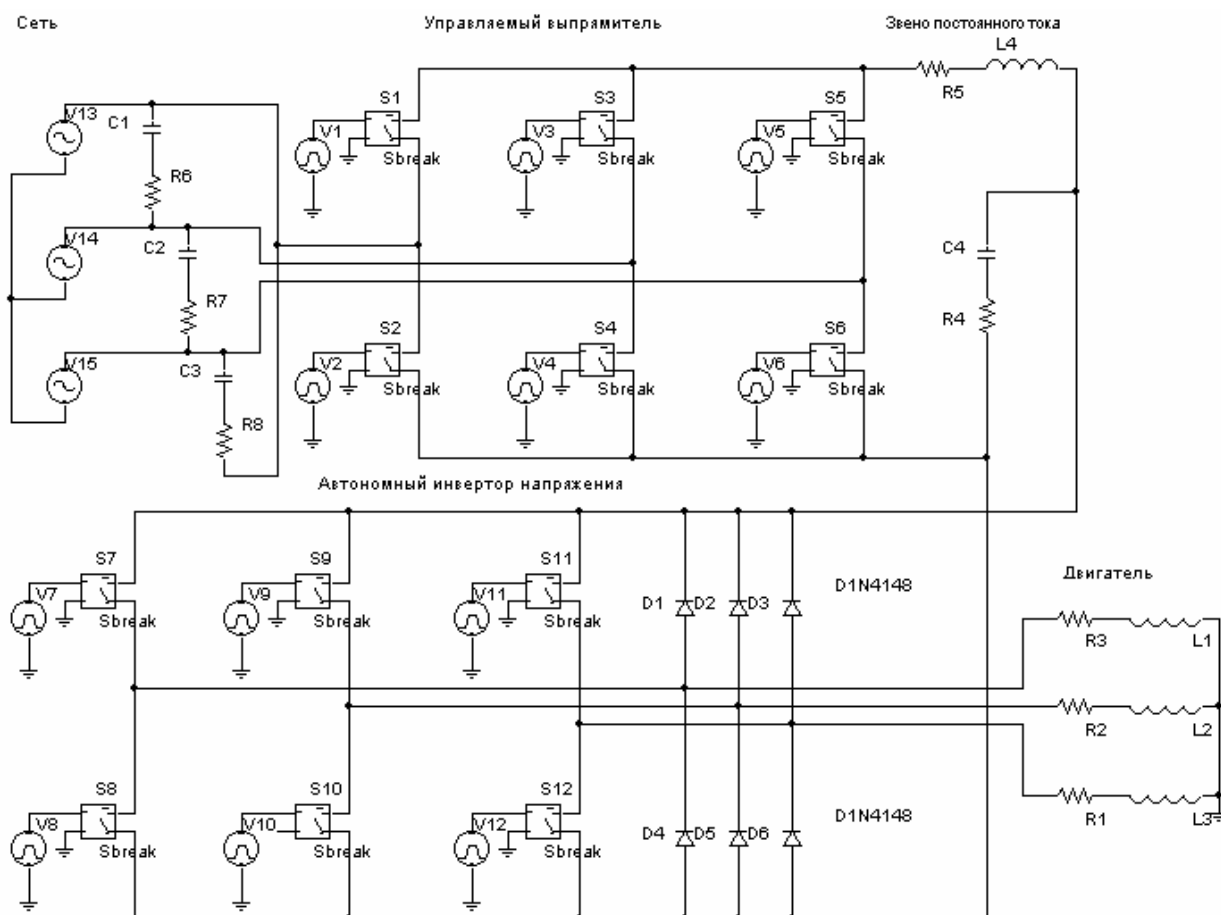 Сеть
Управляемый выпрямитель
Звено постоянного тока
L4
R5
V13
C1
R6
S1
V1
Sbreak
S3
V3
Sbreak
S5
V5
Sbreak
V14
C2
R7
C4
R4
V15
C3
R8
S2
V2
Sbreak
S4
V4
Sbreak
S6
V6
Sbreak
Автономный инвертор напряжения
S7
V7
Sbreak
S9
V9
Sbreak
S11
V11
Sbreak
D1
D2
D3
D1N4148
Двигатель
R3
L1
R2
L2
R1
L3
S8
V8
Sbreak
S10
V10
Sbreak
S12
V12
Sbreak
D4
D5
D6
D1N4148